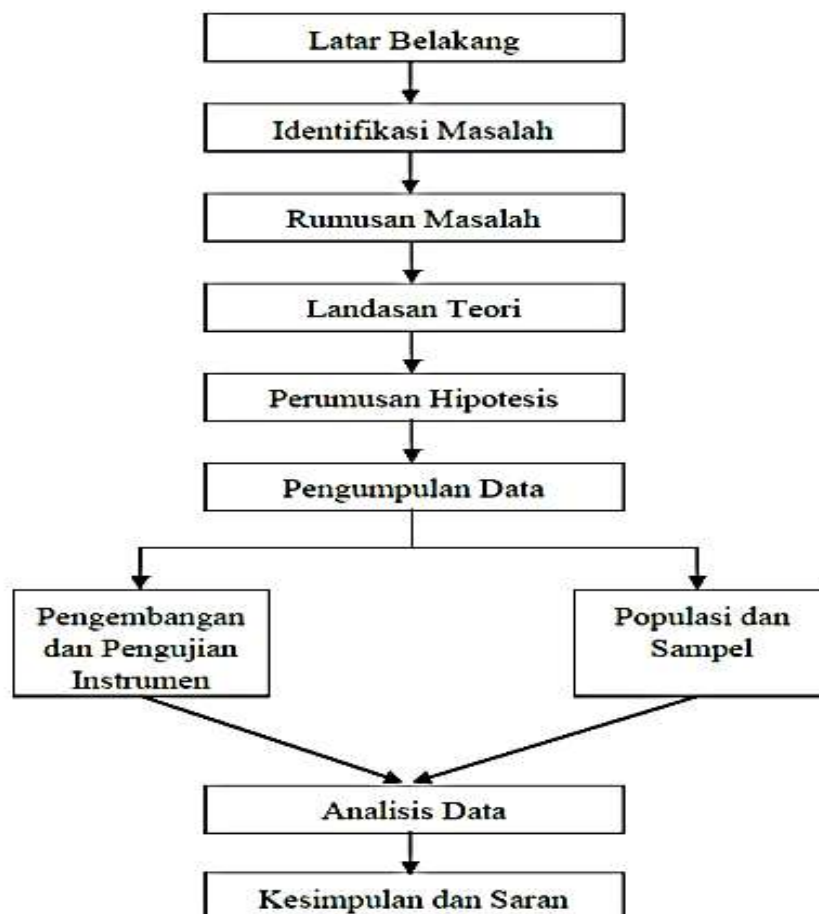 Latar Belakang
Identifikasi Masalah
Rumusan Masalah
Landasan Teori
Perumusan Hipotesis
Pengumpulan Data
Pengembangan
dan Pengujian
Instrumen
Populasi dan
Sampel
Analisis Data
Kesimpulan dan Saran